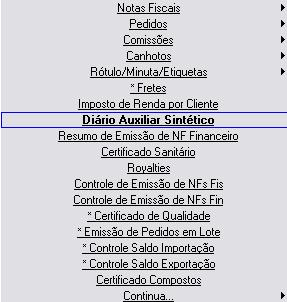 Notas Fiscais
Pedidos
Comissões
Canhotos
Rótulo/Minuta/Etiquetas
* Fretes
Imposto de Renda por Cliente
Diário Auxiliar Sintético
Resumo de Emissão de NF Financeiro
Certificado Sanitário
Royalties
Controle de Emissão de NFs Fis
Controle de Emissão de NFs Fin
* Certificado de Qualidade
* Emissão de Pedidos em Lote
* Controle Saldo Importação
* Controle Saldo Exportação
Certificado Compostos
Continua...